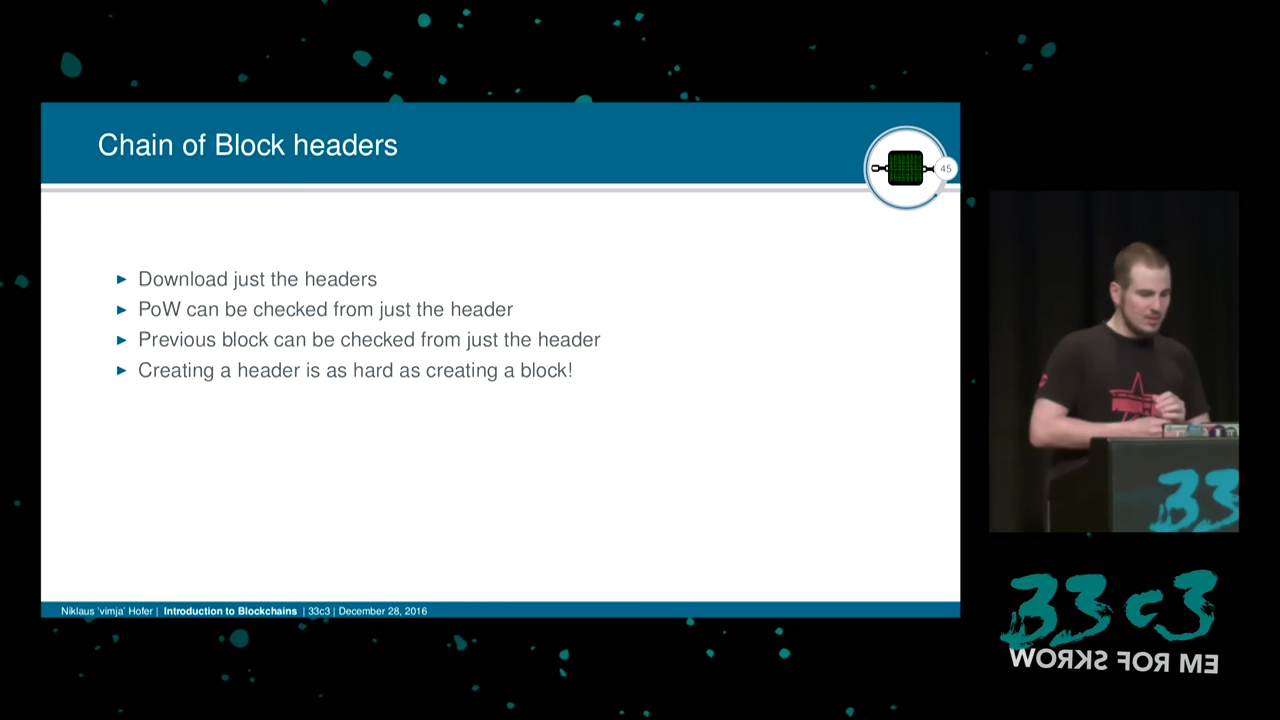 Chain of Block headers
45
Download just the headers
PoW can be checked from just the header
Previous block can be checked from just the header
Creating a header is as hard as creating a block!
Niklaus 'vimja' Hofer | Introduction to Blockchains | 33c3 | December 28, 2016
33
33c3
WORKS FOR ME